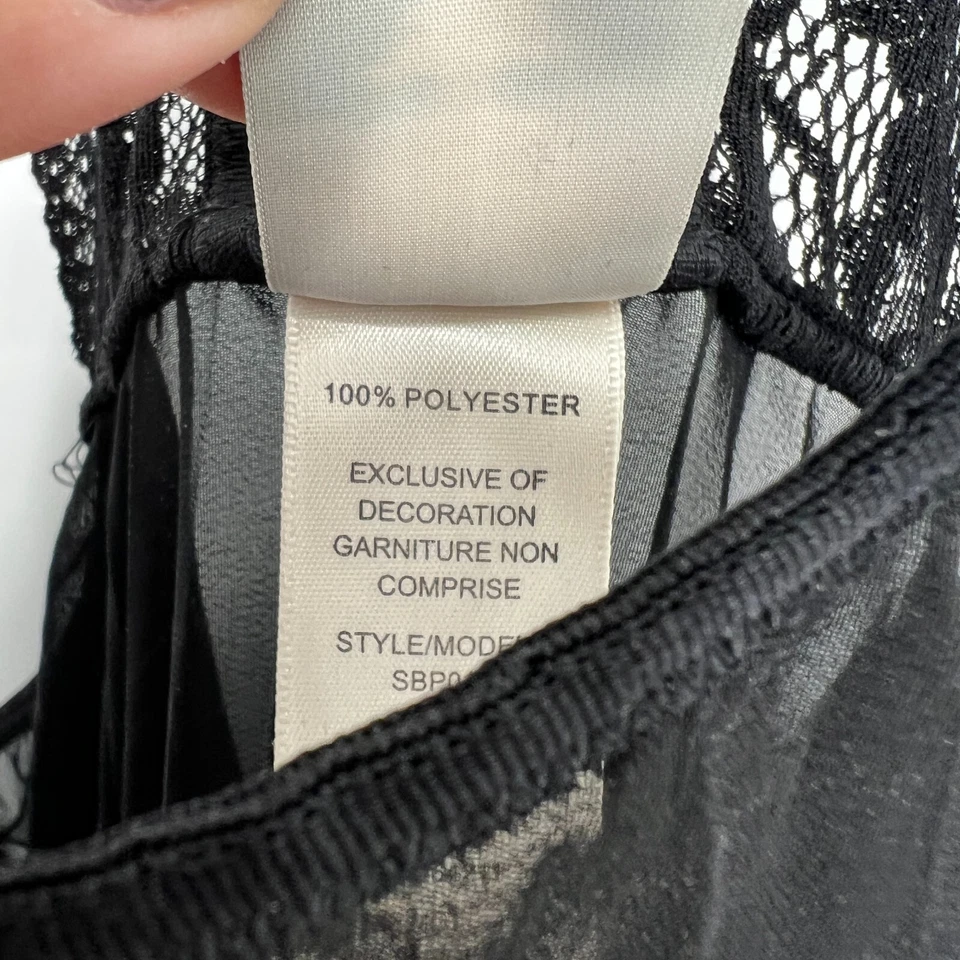 100% POLYESTER
EXCLUSIVE OF
DECORATION
GARNITURE NON
COMPRISE